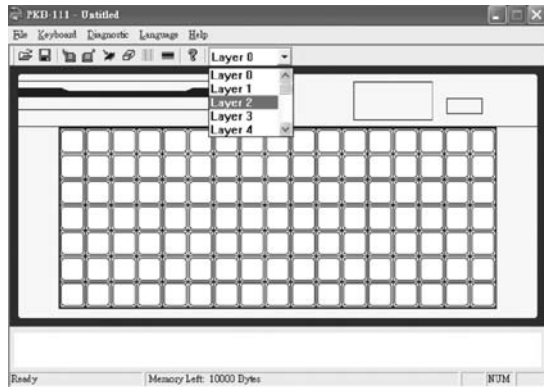 PKB-111 - Untitled
File Keyboard Diagnostic Language Help
Layer 0
Layer 0
Layer 1
Layer 2
Layer 3
Layer 4
Ready Memory Left: 10000 Bytes NUM